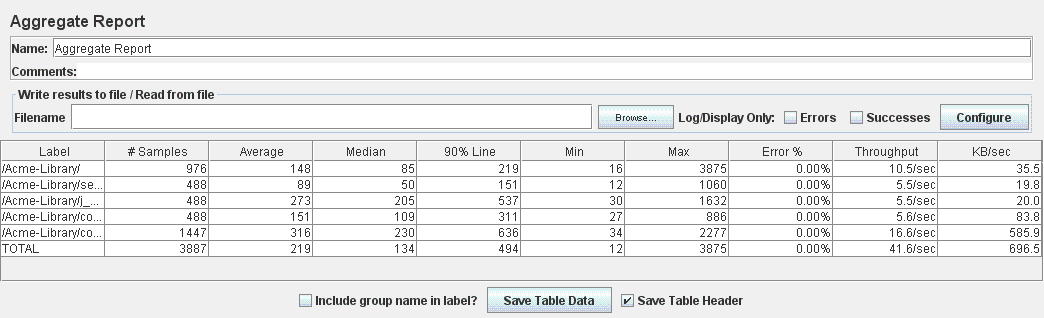 Aggregate Report
Name: Aggregate Report
Comments:
Write results to file / Read from file
Filename Browse... Log/Display Only: Errors Successes Configure
Label # Samples Average Median 90% Line Min Max Error % Throughput KB/sec
/Acme-Library/ 976 148 85 219 16 3875 0.00% 10.5/sec 35.5
/Acme-Library/se... 488 89 50 151 12 1060 0.00% 5.5/sec 19.8
/Acme-Library/j_... 488 273 205 537 30 1632 0.00% 5.5/sec 20.0
/Acme-Library/co... 488 151 109 311 27 886 0.00% 5.6/sec 83.8
/Acme-Library/co... 1447 316 230 636 34 2277 0.00% 16.6/sec 585.9
TOTAL 3887 219 134 494 12 3875 0.00% 41.6/sec 696.5
Include group name in label? Save Table Data Save Table Header